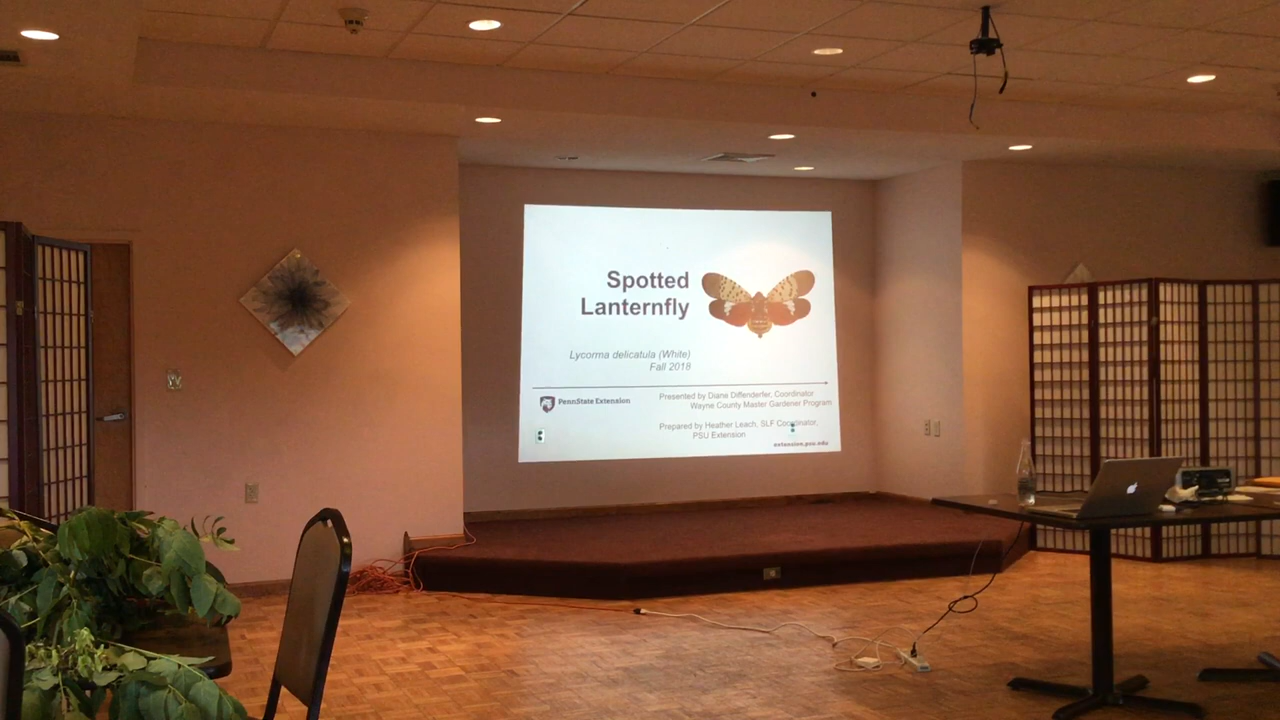 Spotted
Lanternfly
Lycorma delicatula (White)
Fall 2018
PennState Extension
Presented by Diane Diffenderfer, Coordinator
Wayne County Master Gardener Program
Prepared by Heather Leach, SLF Coordinator,
PSU Extension
extension.psu.edu